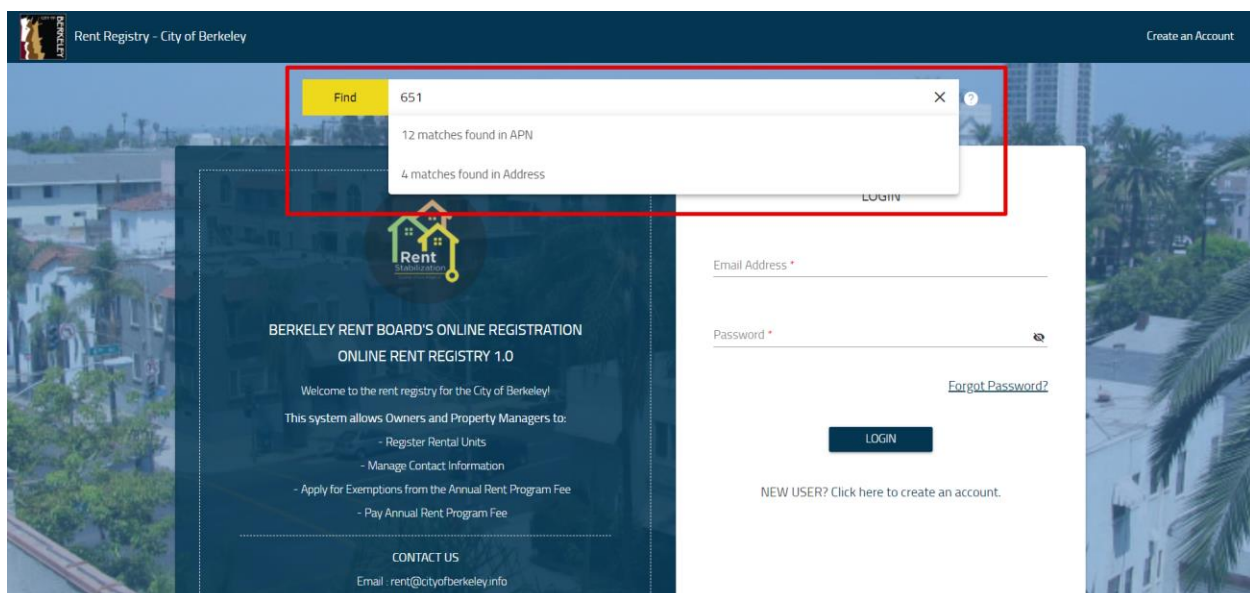 CITY OF
BERKELEY
Rent Registry - City of Berkeley
Create an Account
Find
651
12 matches found in APN
4 matches found in Address
Rent
Stabilization
BERKELEY RENT BOARD'S ONLINE REGISTRATION
ONLINE RENT REGISTRY 1.0
Welcome to the rent registry for the City of Berkeley!
This system allows Owners and Property Managers to:
- Register Rental Units
- Manage Contact Information
- Apply for Exemptions from the Annual Rent Program Fee
- Pay Annual Rent Program Fee
CONTACT US
Email : rent@cityofberkeley.info
LOGIN
Email Address *
Password *
Forgot Password?
LOGIN
NEW USER? Click here to create an account.